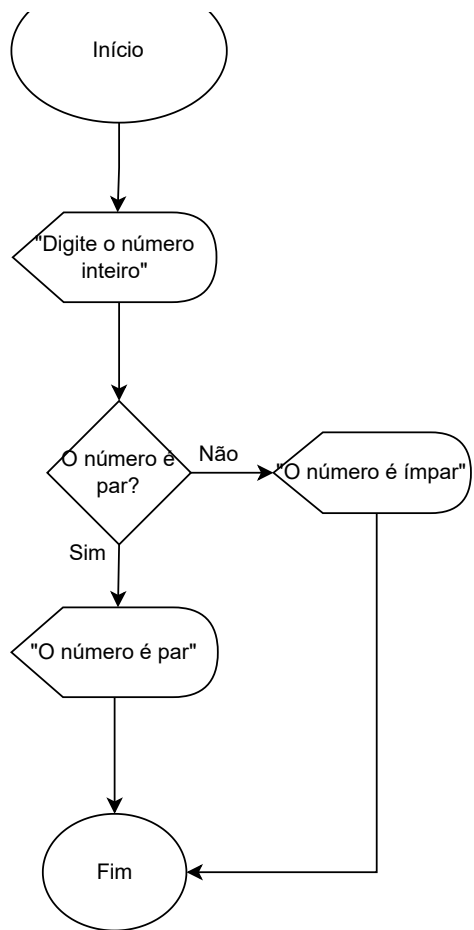 Início
"Digite o número
inteiro"
O número é
par?
Não
"O número é ímpar"
Sim
"O número é par"
Fim